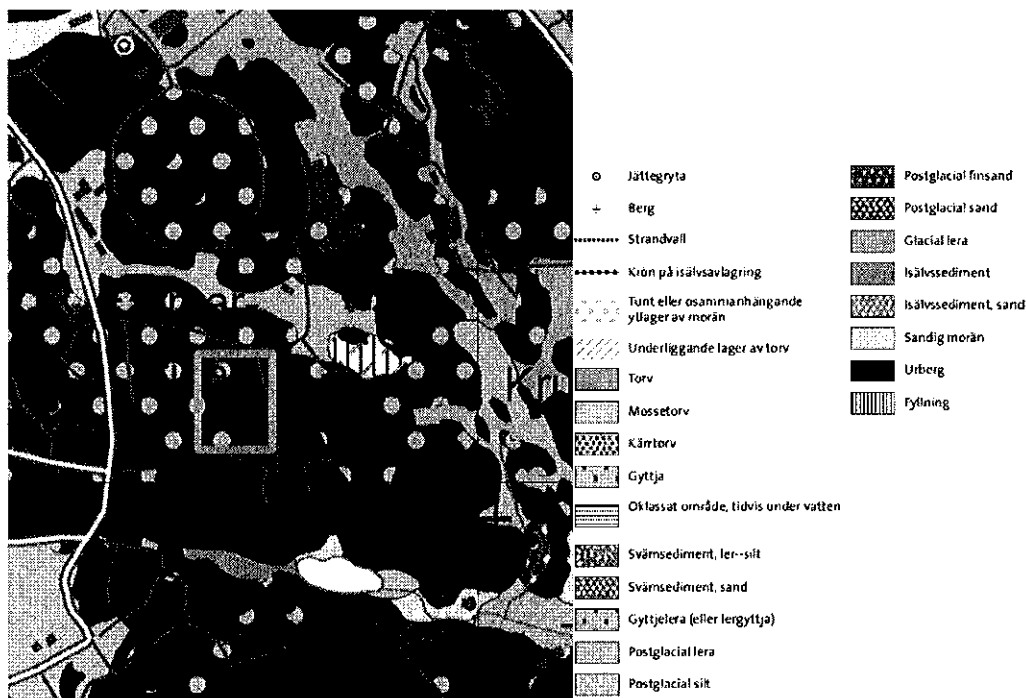 Jättegryta
Berg
Strandvall
Krön på isälvsavlagring
Tunt eller osammanhängande
ytlager av morän
Underliggande lager av torv
Torv
Mossetorv
Kärrtorv
Gyttja
Oklassat område, tidvis under vatten
Svämsediment, ler--silt
Svämsediment, sand
Gyttjelera (eller lergyttja)
Postglacial lera
Postglacial silt
Postglacial finsand
Postglacial sand
Glacial lera
Isälvssediment
Isälvssediment, sand
Sandig morän
Urberg
Fyllning